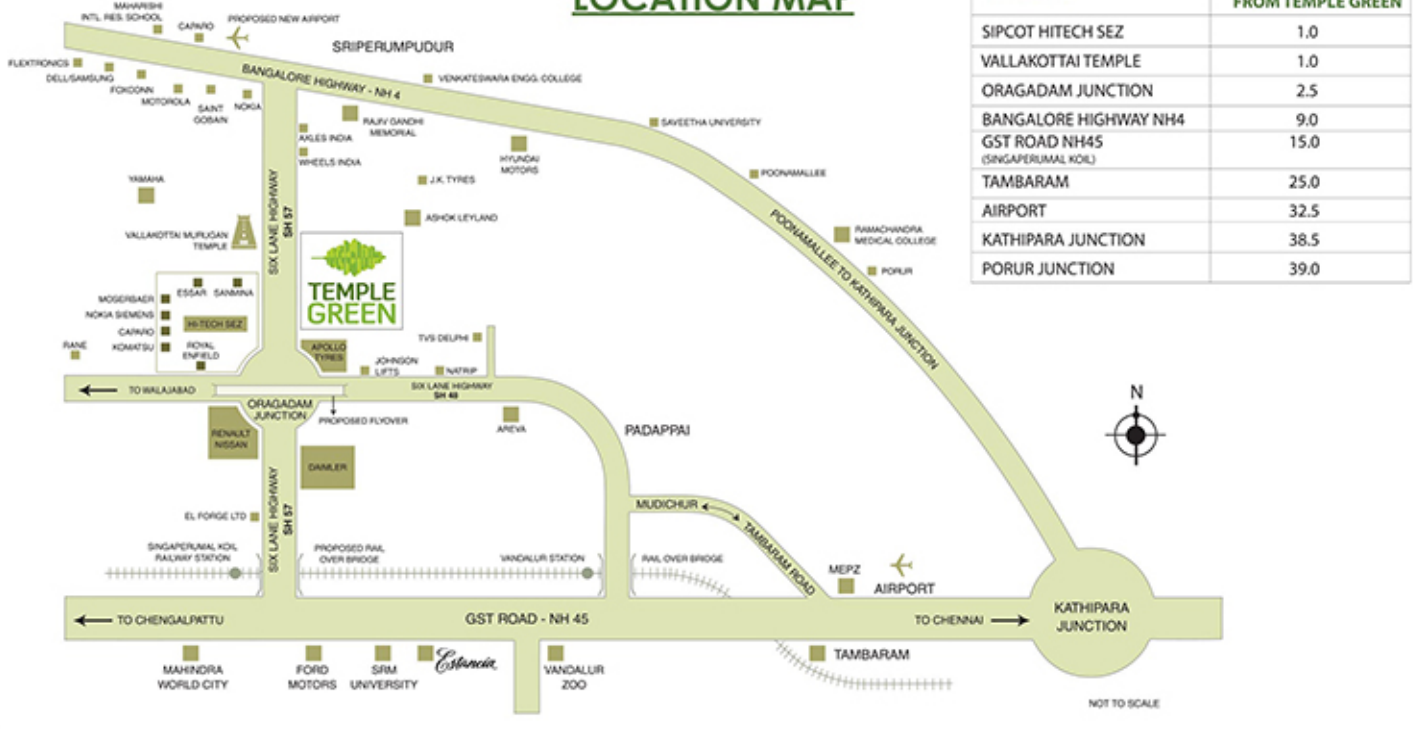 LOCATION MAP
FROM TEMPLE GREEN
SIPCOT HITECH SEZ 1.0
VALLAKOTTAI TEMPLE 1.0
ORAGADAM JUNCTION 2.5
BANGALORE HIGHWAY NH4 9.0
GST ROAD NH45 15.0
(SINGAPERUMAL KOIL)
TAMBARAM 25.0
AIRPORT 32.5
KATHIPARA JUNCTION 38.5
PORUR JUNCTION 39.0
MAHARISHI
INTL. RES. SCHOOL
CAPARO
PROPOSED NEW AIRPORT
SRIPERUMPUDUR
FLEXTRONICS
DELL/SAMSUNG
FOXCONN
MOTOROLA
SAINT
GOBAIN
NOKIA
BANGALORE HIGHWAY - NH 4
VENKATESWARA ENGG. COLLEGE
RAJIV GANDHI
MEMORIAL
AXLES INDIA
WHEELS INDIA
HYUNDAI
MOTORS
SAVEETHA UNIVERSITY
POONAMALLEE
J.K. TYRES
ASHOK LEYLAND
YAMAHA
SIX LANE HIGHWAY
SH 57
VALLAKOTTAI MURUGAN
TEMPLE
RAMACHANDRA
MEDICAL COLLEGE
PORUR
POONAMALLEE TO KATHIPARA JUNCTION
TEMPLE
GREEN
ESSAR
SANMINA
MOSERBAER
NOKIA SIEMENS
CAPARO
KOMATSU
HI-TECH SEZ
ROYAL
ENFIELD
RANE
APOLLO
TYRES
JOHNSON
LIFTS
TVS DELPHI
NATRIP
TO WALAJABAD
SIX LANE HIGHWAY
SH 48
ORAGADAM
JUNCTION
PROPOSED FLYOVER
AREVA
PADAPPAI
N
RENAULT
NISSAN
DAIMLER
SIX LANE HIGHWAY
SH 57
EL FORGE LTD
MUDICHUR
TAMBARAM ROAD
SINGAPERUMAL KOIL
RAILWAY STATION
PROPOSED RAIL
OVER BRIDGE
VANDALUR STATION
RAIL OVER BRIDGE
MEPZ
AIRPORT
TO CHENGALPATTU
GST ROAD - NH 45
TO CHENNAI
KATHIPARA
JUNCTION
MAHINDRA
WORLD CITY
FORD
MOTORS
SRM
UNIVERSITY
Estancia
VANDALUR
ZOO
TAMBARAM
NOT TO SCALE